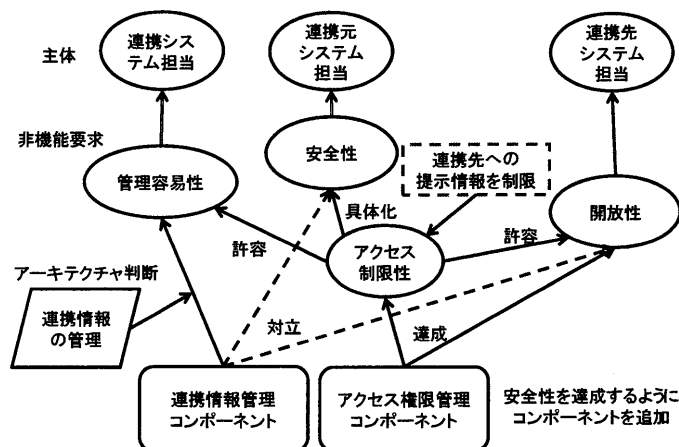 主体
連携シス
テム担当
連携元
システム
担当
連携先
システム
担当
非機能要求
管理容易性
安全性
連携先への
提示情報を制限
開放性
具体化
許容
アクセス
制限性
許容
アーキテクチャ判断
連携情報
の管理
対立
達成
連携情報管理
コンポーネント
アクセス権限管理
コンポーネント
安全性を達成するように
コンポーネントを追加